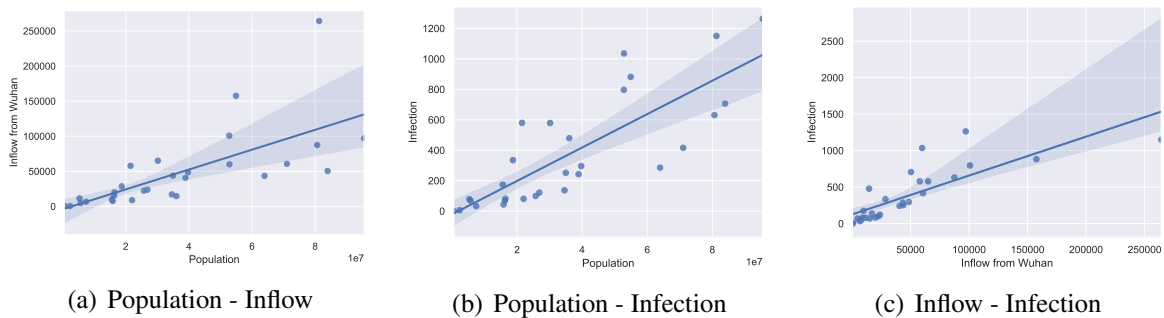 250000
200000
150000
100000
50000
0
Inflow from Wuhan
2
4
6
8
1e7
Population
1200
1000
800
600
400
200
0
Infection
2
4
6
8
1e7
Population
2500
2000
1500
1000
500
0
Infection
50000
100000
150000
200000
250000
Inflow from Wuhan
(a) Population - Inflow
(b) Population - Infection
(c) Inflow - Infection